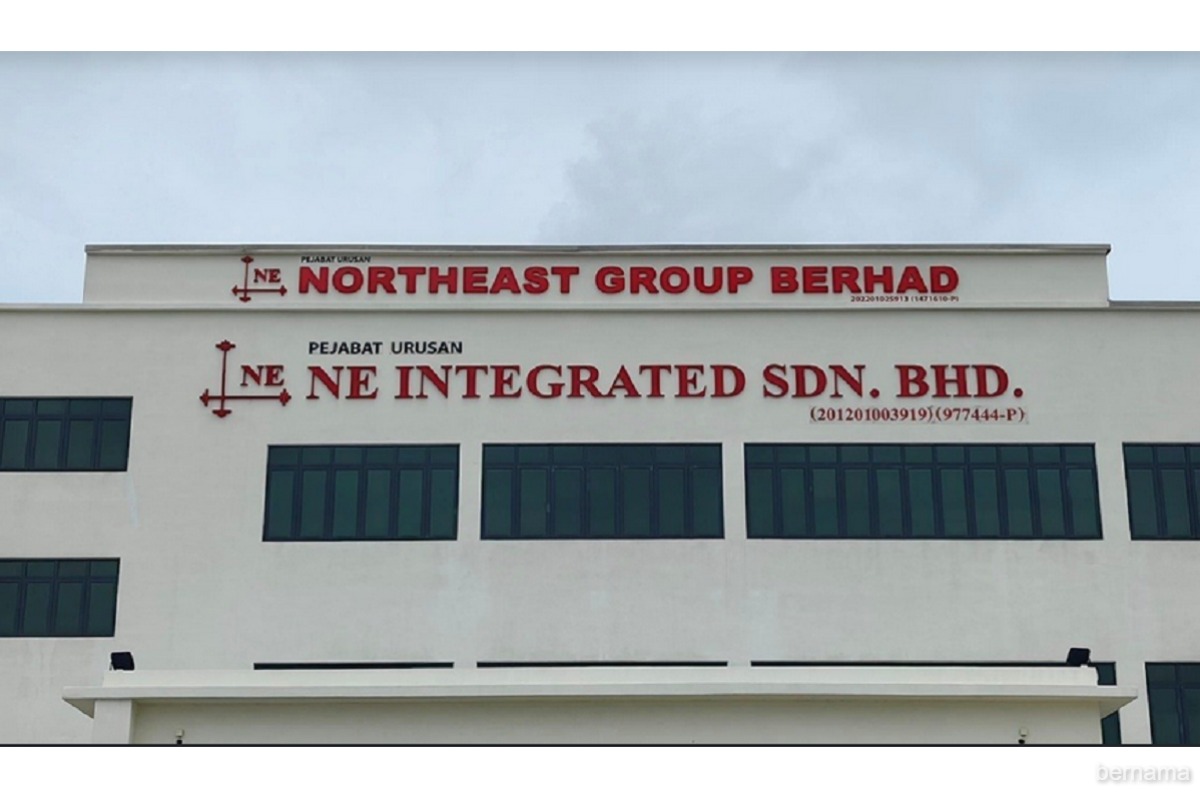 PEJABAT URUSAN
NE NORTHEAST GROUP BERHAD
202201025913 (1471610-P)
PEJABAT URUSAN
NE NE INTEGRATED SDN. BHD.
(201201003919)(977444-P)
bernama